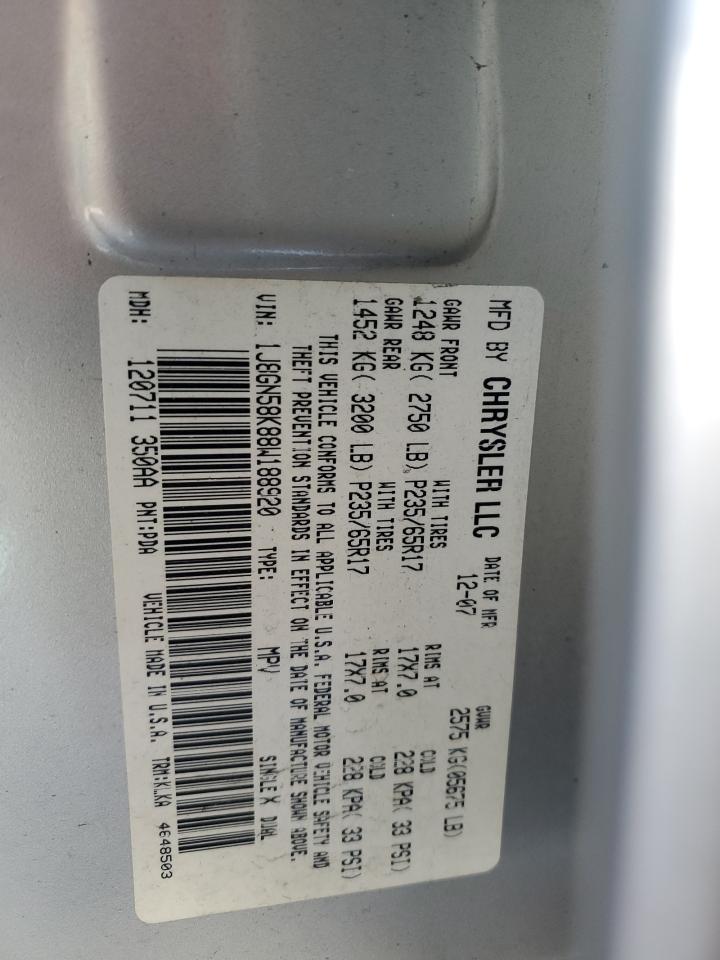 MFD BY CHRYSLER LLC DATE OF MFR GVWR
12-07 2575 KG(05675 LB)
GAWR FRONT WITH TIRES RIMS AT COLD
1248 KG( 2750 LB) P235/65R17 17X7.0 228 KPA( 33 PSI)
GAWR REAR WITH TIRES RIMS AT COLD
1452 KG( 3200 LB) P235/65R17 17X7.0 228 KPA( 33 PSI)
THIS VEHICLE CONFORMS TO ALL APPLICABLE U.S.A. FEDERAL MOTOR VEHICLE SAFETY AND
THEFT PREVENTION STANDARDS IN EFFECT ON THE DATE OF MANUFACTURE SHOWN ABOVE.
VIN: 1J8GN58K88W188920 TYPE: MPV SINGLE X DUAL
MDH: 120711 350AA PNT:PDA VEHICLE MADE IN U.S.A. 4648503